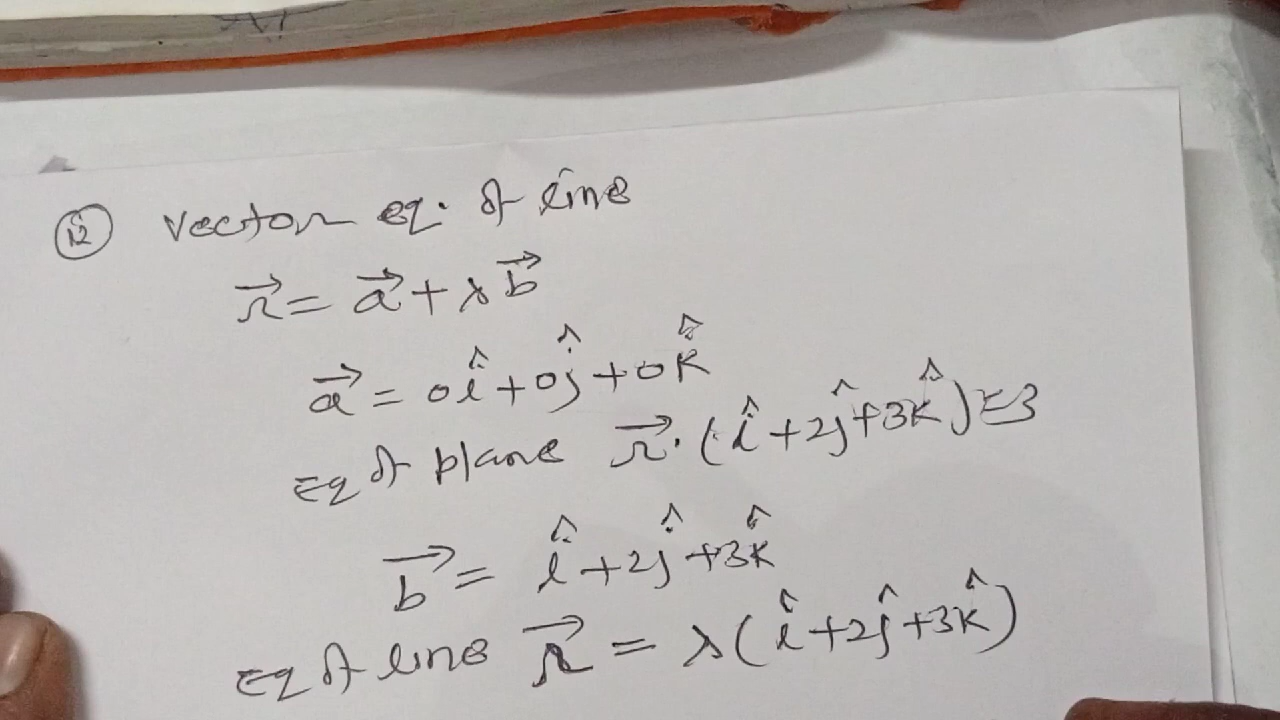 12 Vector eq. of line
r⃗ = a⃗ + λ b⃗
a⃗ = 0î + 0ĵ + 0k̂
Eq of plane r⃗. (î + 2ĵ + 3k̂) = 3
b⃗ = î + 2ĵ + 3k̂
Eq of line r⃗ = λ(î + 2ĵ + 3k̂)